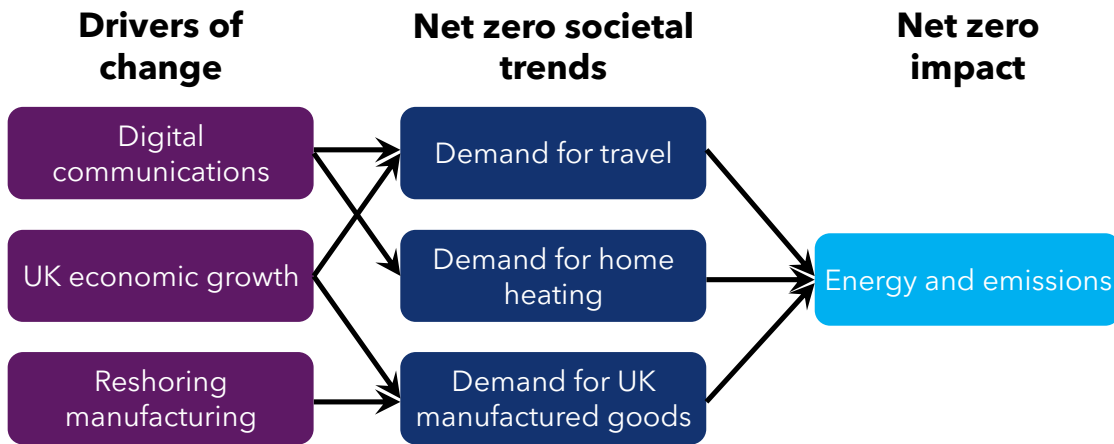 Drivers of
change
Net zero societal
trends
Net zero
impact
Digital
communications
Demand for travel
UK economic growth
Demand for home
heating
Energy and emissions
Reshoring
manufacturing
Demand for UK
manufactured goods